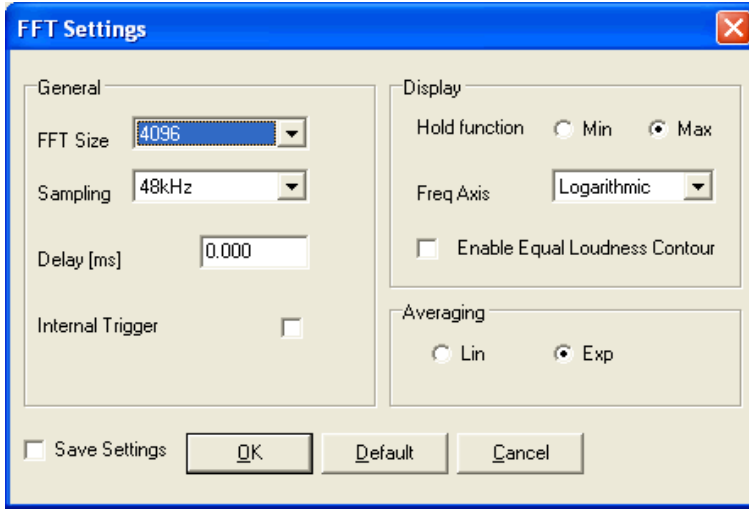 FFT Settings
General
FFT Size 4096
Sampling 48kHz
Delay [ms] 0.000
Internal Trigger
Display
Hold function Min Max
Freq Axis Logarithmic
Enable Equal Loudness Contour
Averaging
Lin Exp
Save Settings OK Default Cancel